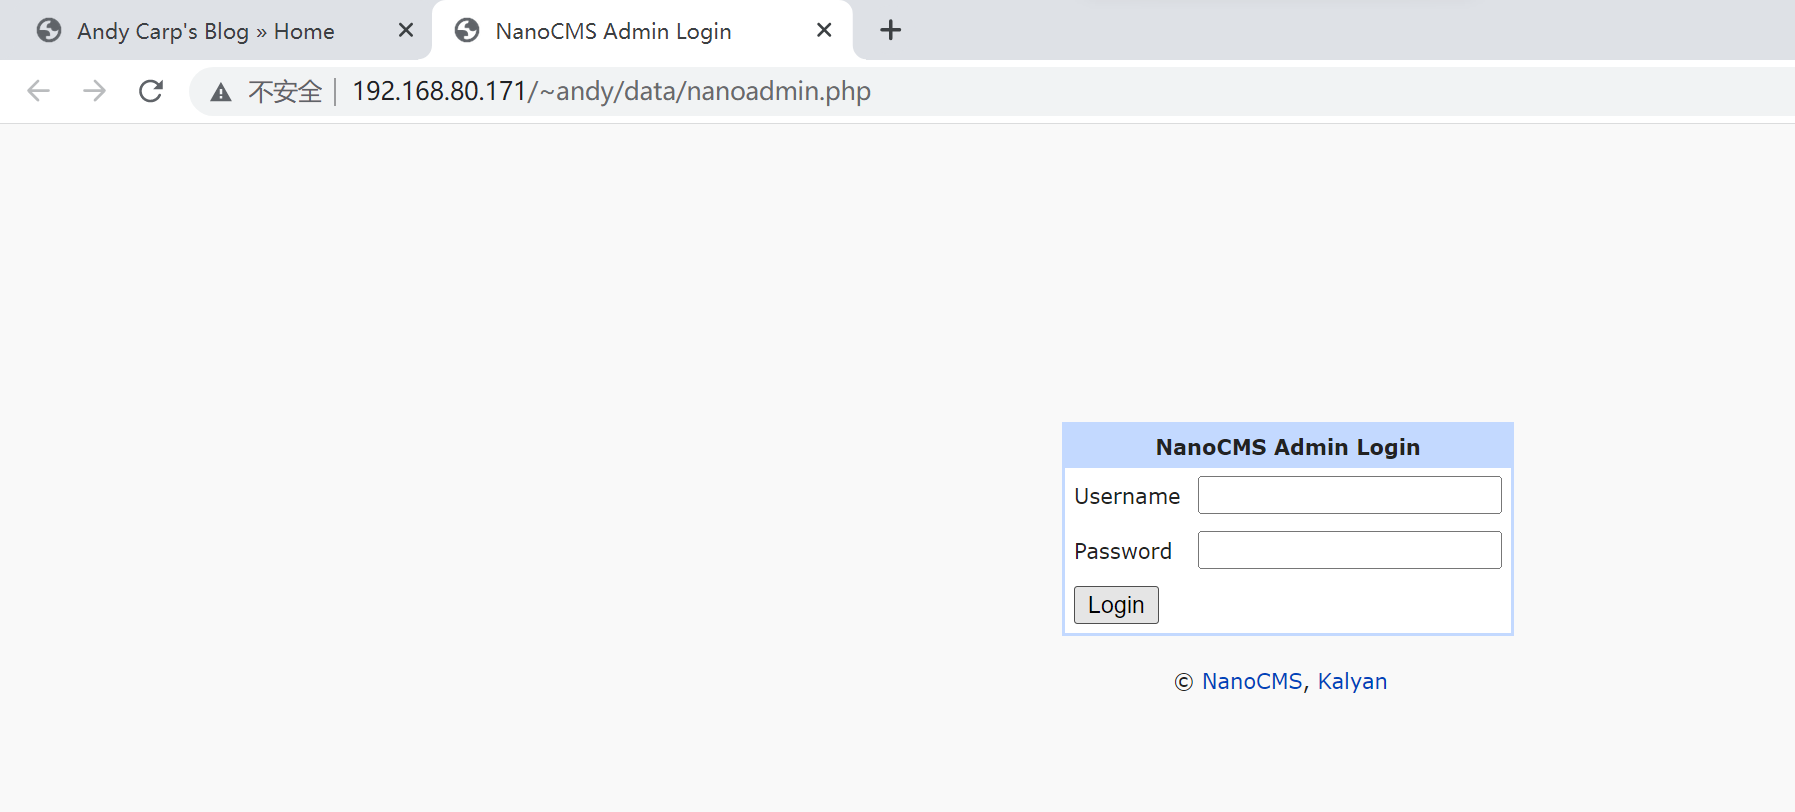 Andy Carp's Blog » Home
NanoCMS Admin Login
不安全 192.168.80.171/~andy/data/nanoadmin.php
NanoCMS Admin Login
Username
Password
Login
© NanoCMS, Kalyan